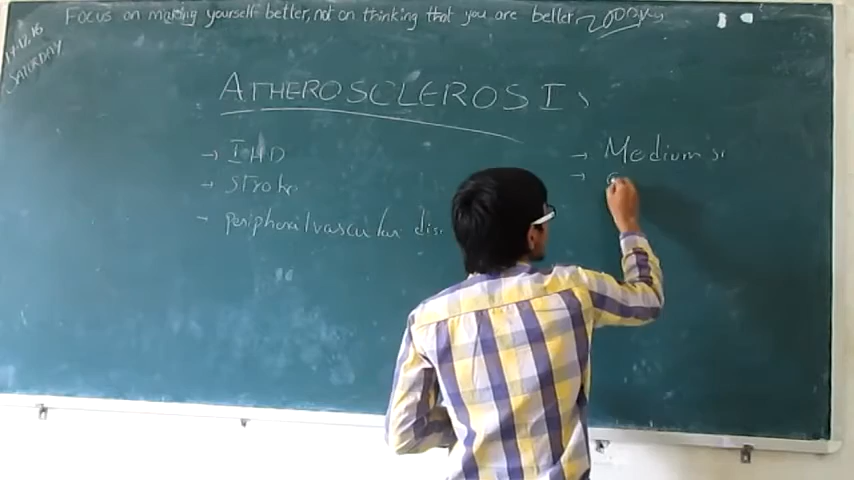 Focus on making yourself better, not on thinking that you are better
17.12.16
SATURDAY
ATHEROSCLEROSIS
→ IHD
→ Stroke
→ peripheral vascular dis.
→ Medium si
→